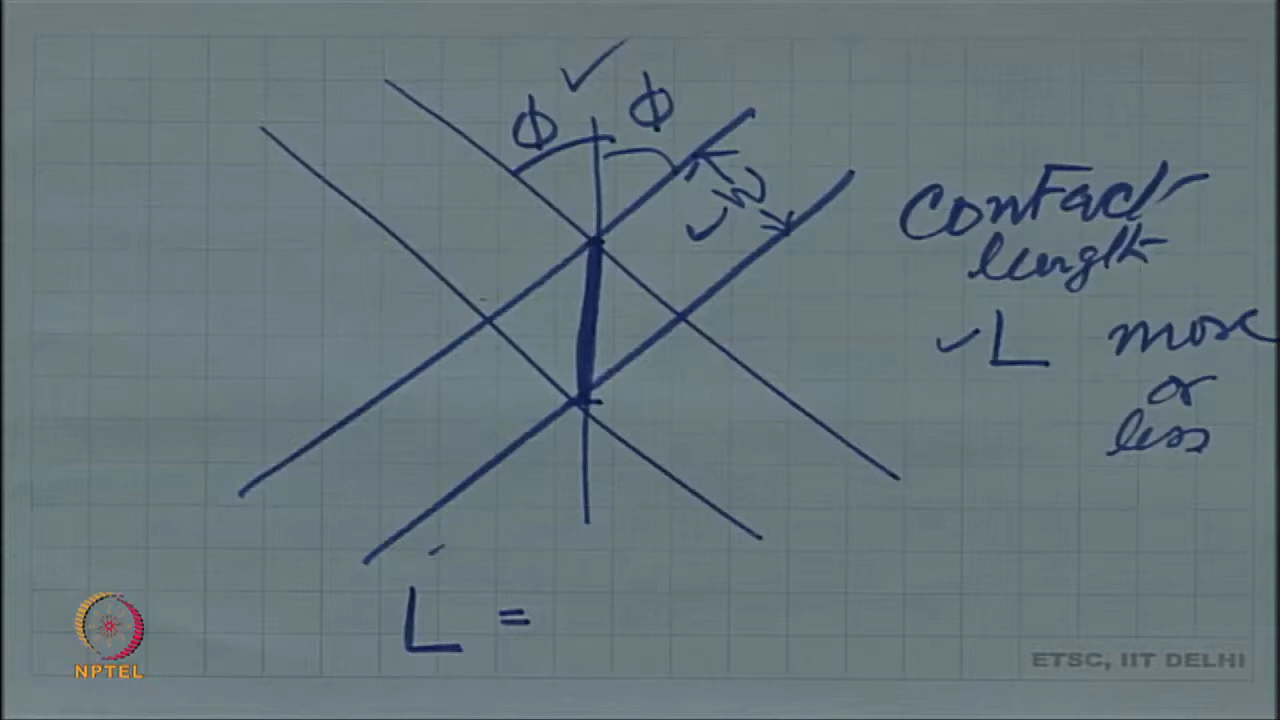 ϕ ϕ
W
Contact
length
L more
or
less
L =
NPTEL
ETSC, IIT DELHI